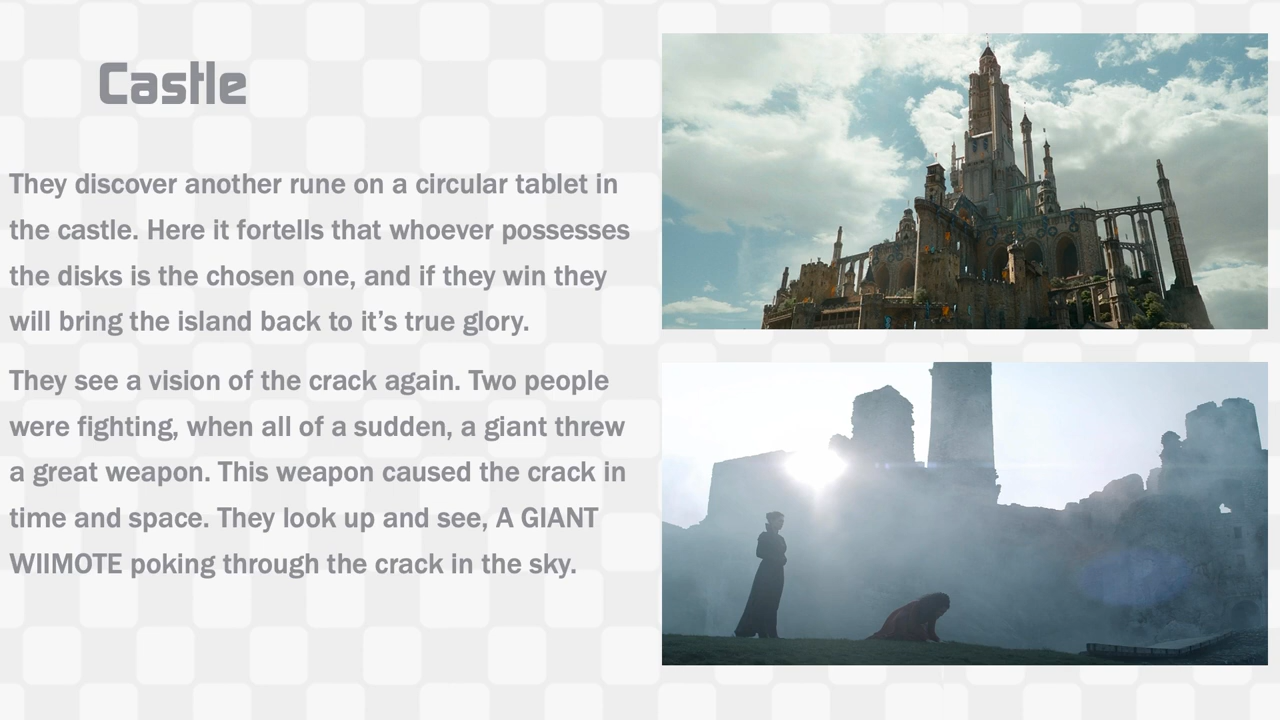 Castle
They discover another rune on a circular tablet in
the castle. Here it fortells that whoever possesses
the disks is the chosen one, and if they win they
will bring the island back to it’s true glory.
They see a vision of the crack again. Two people
were fighting, when all of a sudden, a giant threw
a great weapon. This weapon caused the crack in
time and space. They look up and see, A GIANT
WIIMOTE poking through the crack in the sky.